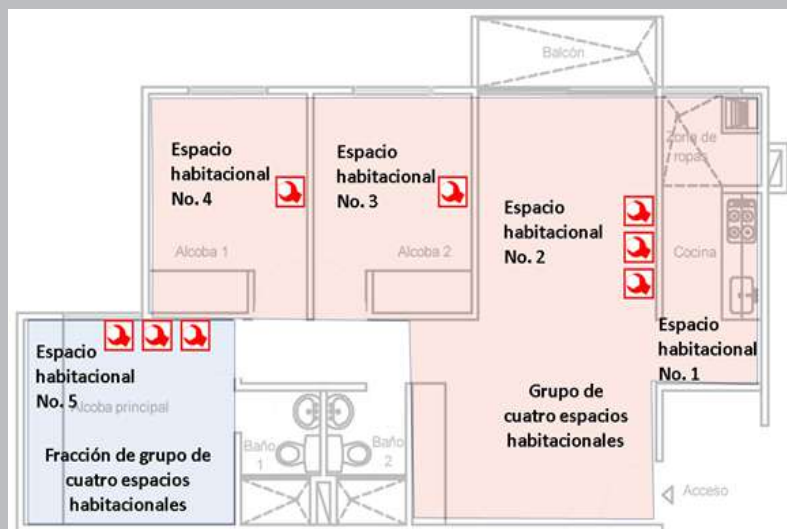 Balcón
Espacio
habitacional
No. 4
Alcoba 1
Espacio
habitacional
No. 3
Alcoba 2
Espacio
habitacional
No. 2
Zona de
ropas
Cocina
Espacio
habitacional
No. 1
Grupo de
cuatro espacios
habitacionales
Espacio
habitacional
No. 5
Alcoba principal
Fracción de grupo de
cuatro espacios
habitacionales
Baño
1
Baño
2
Acceso